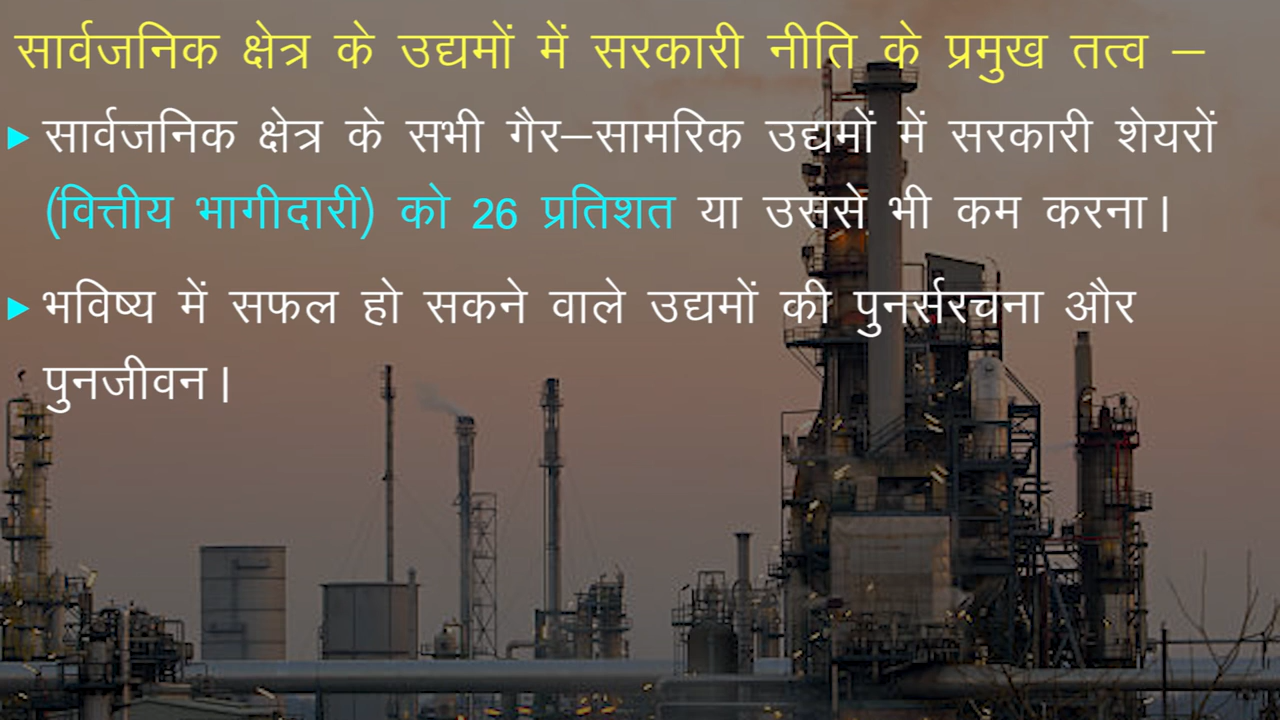 सार्वजनिक क्षेत्र के उद्यमों में सरकारी नीति के प्रमुख तत्व –
सार्वजनिक क्षेत्र के सभी गैर–सामरिक उद्यमों में सरकारी शेयरों
(वित्तीय भागीदारी) को 26 प्रतिशत या उससे भी कम करना।
भविष्य में सफल हो सकने वाले उद्यमों की पुनर्सरचना और
पुनजीवन।